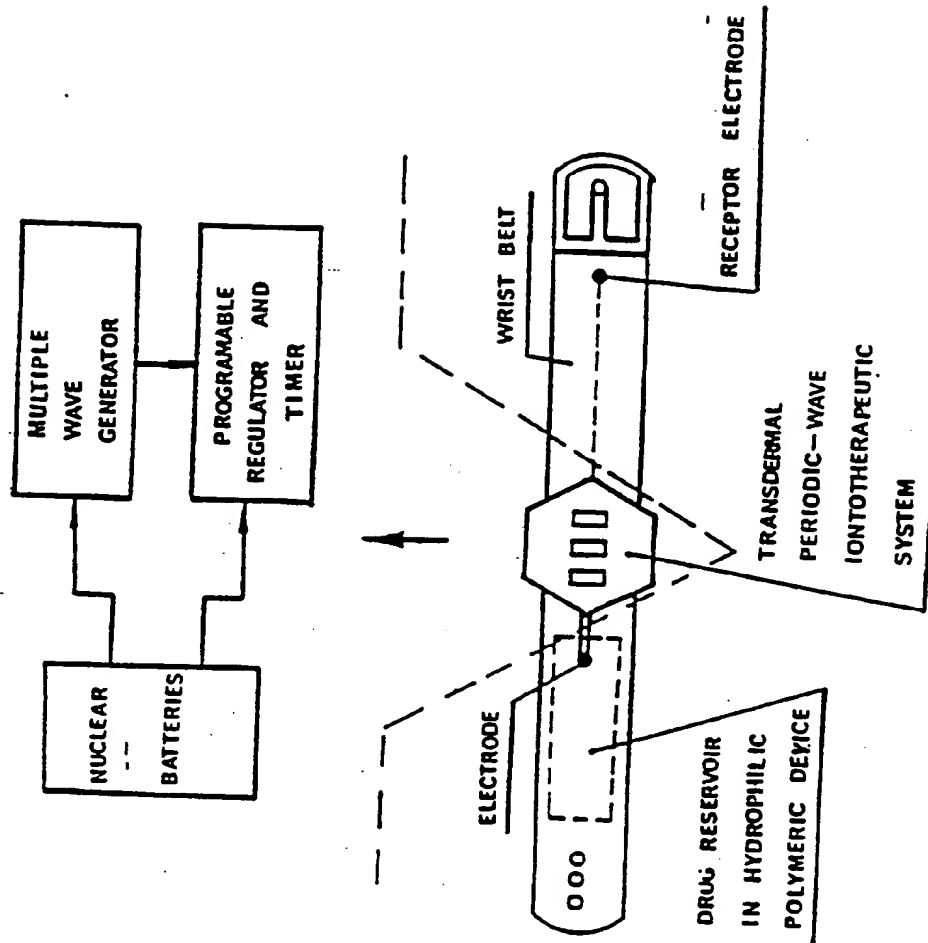 NUCLEAR
BATTERIES
MULTIPLE
WAVE
GENERATOR
PROGRAMABLE
REGULATOR AND
TIMER
ELECTRODE
WRIST BELT
DRUG RESERVOIR
IN HYDROPHILIC
POLYMERIC DEVICE
TRANSDERMAL
PERIODIC-WAVE
IONTOTHERAPEUTIC
SYSTEM
RECEPTOR ELECTRODE